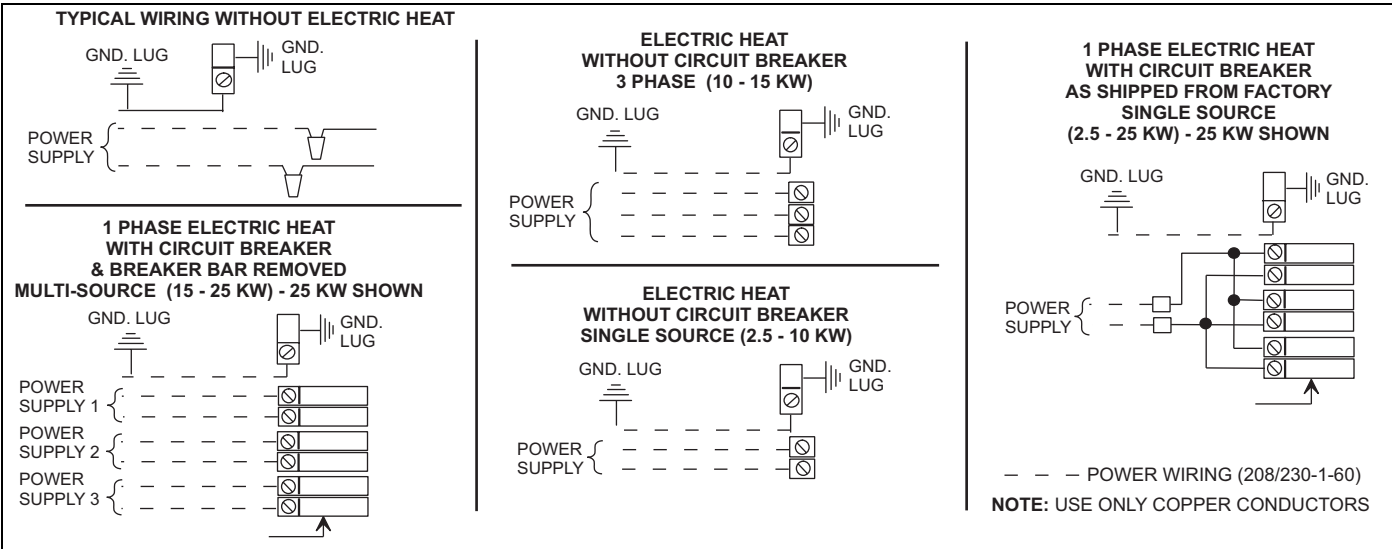 TYPICAL WIRING WITHOUT ELECTRIC HEAT
GND. LUG
GND.
LUG
POWER
SUPPLY
1 PHASE ELECTRIC HEAT
WITH CIRCUIT BREAKER
& BREAKER BAR REMOVED
MULTI-SOURCE (15 - 25 KW) - 25 KW SHOWN
GND. LUG
GND.
LUG
POWER
SUPPLY 1
POWER
SUPPLY 2
POWER
SUPPLY 3
ELECTRIC HEAT
WITHOUT CIRCUIT BREAKER
3 PHASE (10 - 15 KW)
GND. LUG
GND.
LUG
POWER
SUPPLY
ELECTRIC HEAT
WITHOUT CIRCUIT BREAKER
SINGLE SOURCE (2.5 - 10 KW)
GND. LUG
GND.
LUG
POWER
SUPPLY
1 PHASE ELECTRIC HEAT
WITH CIRCUIT BREAKER
AS SHIPPED FROM FACTORY
SINGLE SOURCE
(2.5 - 25 KW) - 25 KW SHOWN
GND. LUG
GND.
LUG
POWER
SUPPLY
POWER WIRING (208/230-1-60)
NOTE: USE ONLY COPPER CONDUCTORS